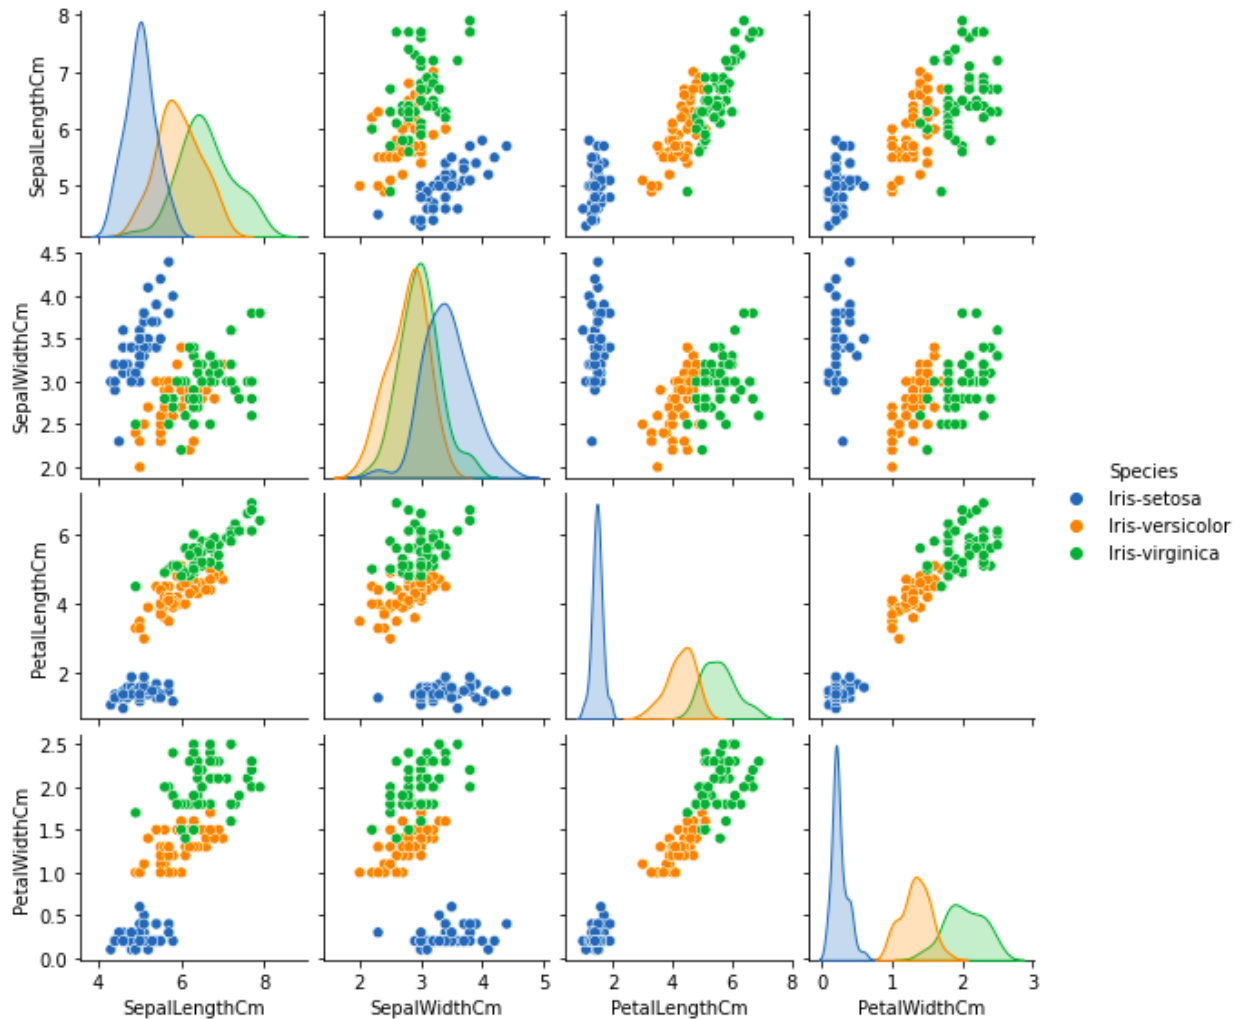 SepalLengthCm
8
7
6
5
SepalWidthCm
4.5
4.0
3.5
3.0
2.5
2.0
PetalLengthCm
6
4
2
PetalWidthCm
2.5
2.0
1.5
1.0
0.5
0.0
4 6 8
2 3 4 5
2 4 6 8
0 1 2 3
SepalLengthCm
SepalWidthCm
PetalLengthCm
PetalWidthCm
Species
Iris-setosa
Iris-versicolor
Iris-virginica